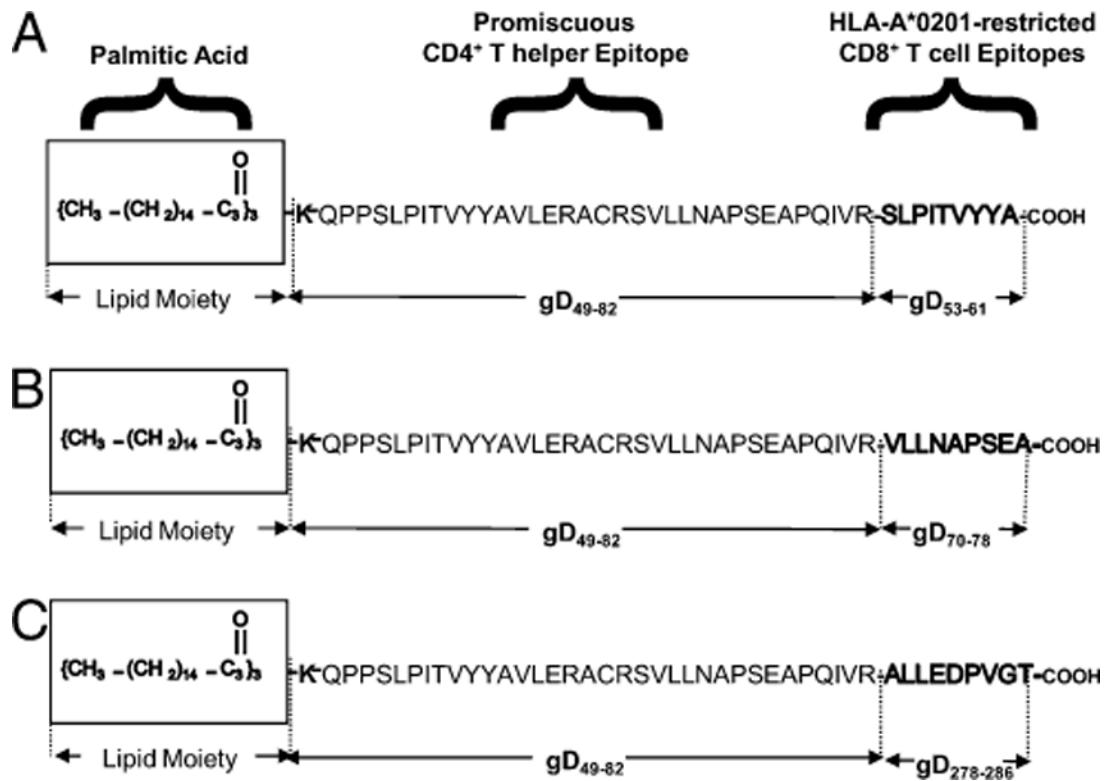 A
Palmitic Acid
Promiscuous
CD4+ T helper Epitope
HLA-A*0201-restricted
CD8+ T cell Epitopes
O
{CH3 –(CH2)14 –C3)3 –K-QPPSLPITVYYAVLERACRSVLLNAPSEAPQIVR-SLPITVYYA-COOH
Lipid Moiety gD49-82 gD53-61
B
O
{CH3 –(CH2)14 –C3)3 –K-QPPSLPITVYYAVLERACRSVLLNAPSEAPQIVR-VLLNAPSEA-COOH
Lipid Moiety gD49-82 gD70-78
C
O
{CH3 –(CH2)14 –C3)3 –K-QPPSLPITVYYAVLERACRSVLLNAPSEAPQIVR-ALLEDPVGT-COOH
Lipid Moiety gD49-82 gD278-286